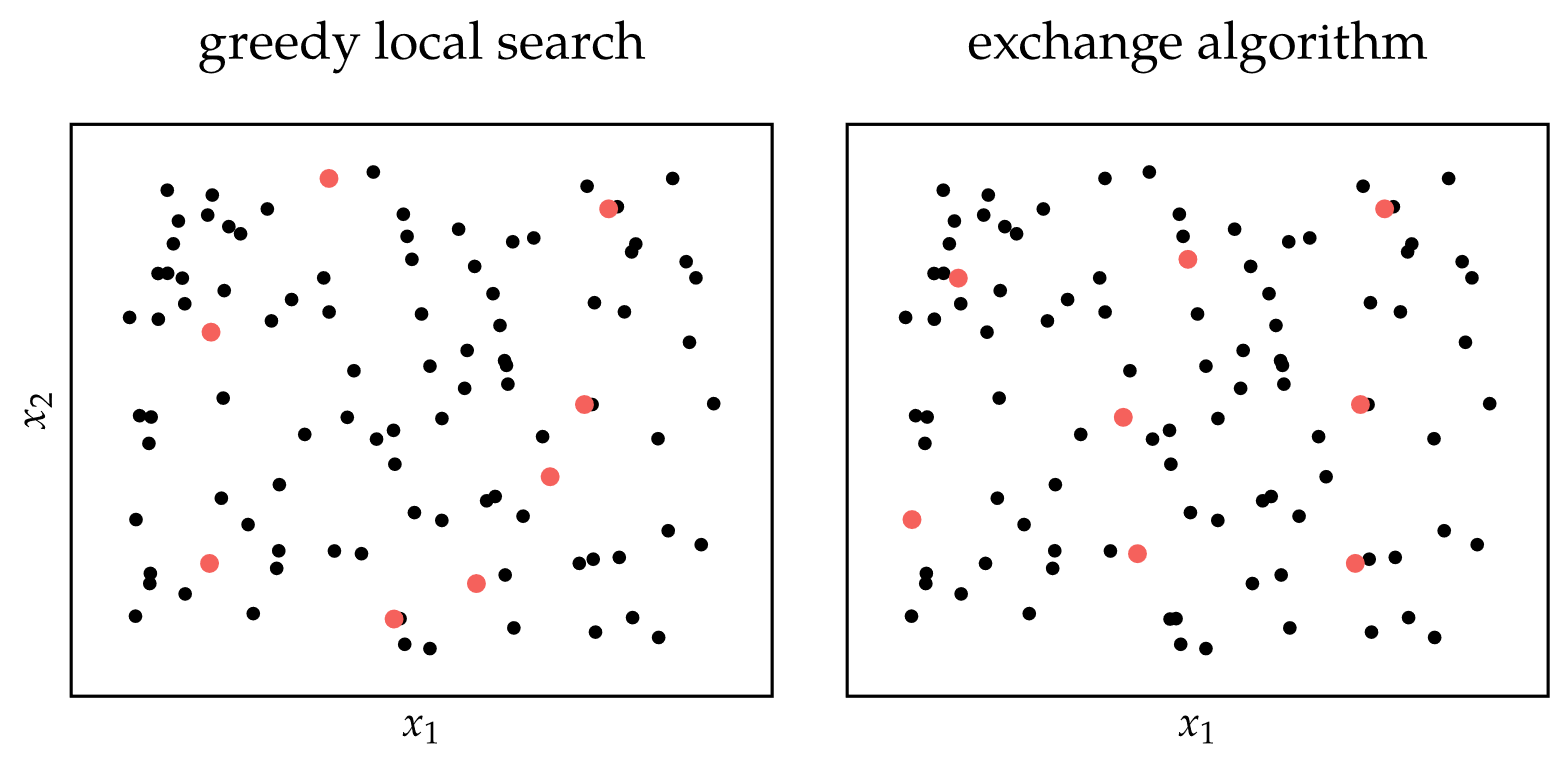 greedy local search
exchange algorithm
x₂
x₁
x₁